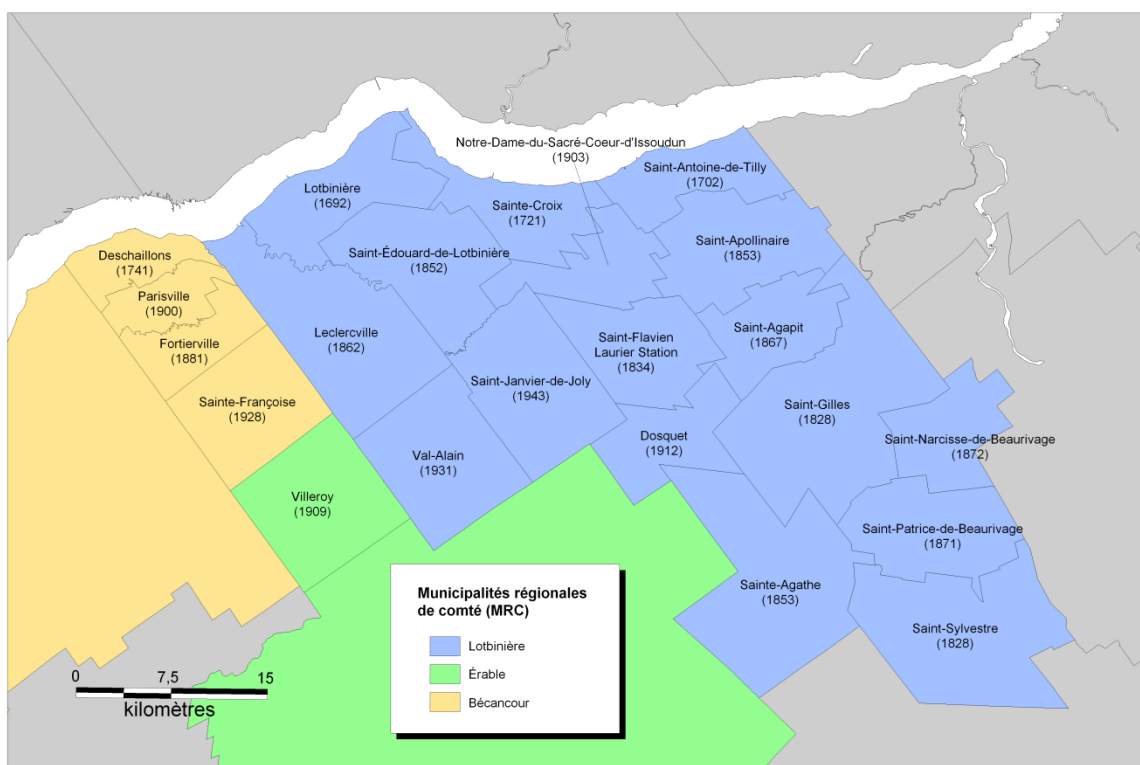 Notre-Dame-du-Sacré-Coeur-d'Issoudun
(1903)
Saint-Antoine-de-Tilly
(1702)
Lotbinière
(1692)
Sainte-Croix
(1721)
Saint-Apollinaire
(1853)
Saint-Édouard-de-Lotbinière
(1852)
Deschaillons
(1741)
Parisville
(1900)
Fortierville
(1881)
Leclercville
(1862)
Saint-Flavien
Laurier Station
(1834)
Saint-Agapit
(1867)
Sainte-Françoise
(1928)
Saint-Janvier-de-Joly
(1943)
Saint-Gilles
(1828)
Dosquet
(1912)
Saint-Narcisse-de-Beaurivage
(1872)
Val-Alain
(1931)
Villeroy
(1909)
Saint-Patrice-de-Beaurivage
(1871)
Sainte-Agathe
(1853)
Saint-Sylvestre
(1828)
Municipalités régionales
de comté (MRC)
Lotbinière
Érable
Bécancour
0 7,5 15
kilomètres